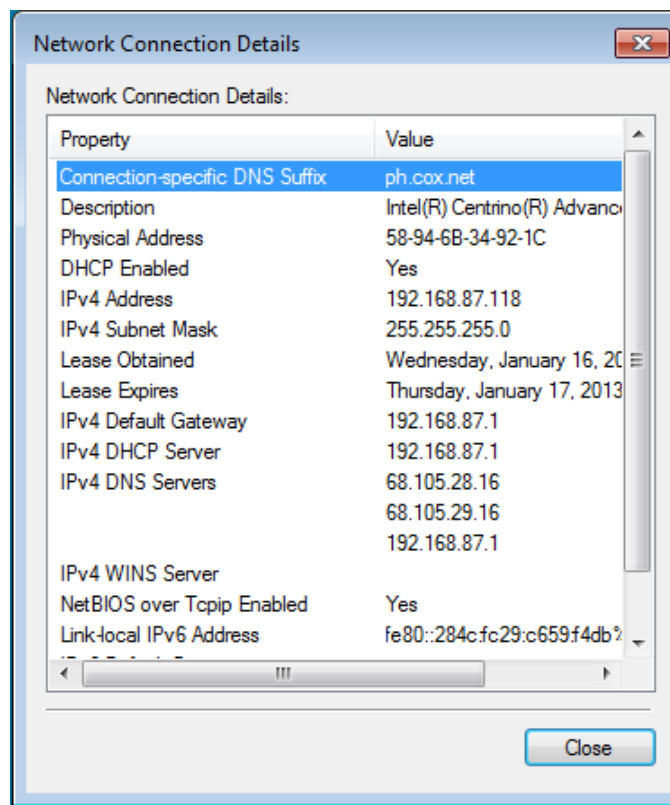 Network Connection Details
Network Connection Details:
Property Value
Connection-specific DNS Suffix ph.cox.net
Description Intel(R) Centrino(R) Advanc
Physical Address 58-94-6B-34-92-1C
DHCP Enabled Yes
IPv4 Address 192.168.87.118
IPv4 Subnet Mask 255.255.255.0
Lease Obtained Wednesday, January 16, 20
Lease Expires Thursday, January 17, 2013
IPv4 Default Gateway 192.168.87.1
IPv4 DHCP Server 192.168.87.1
IPv4 DNS Servers 68.105.28.16
68.105.29.16
192.168.87.1
IPv4 WINS Server
NetBIOS over Tcpip Enabled Yes
Link-local IPv6 Address fe80::284c:fc29:c659:f4db%
Close